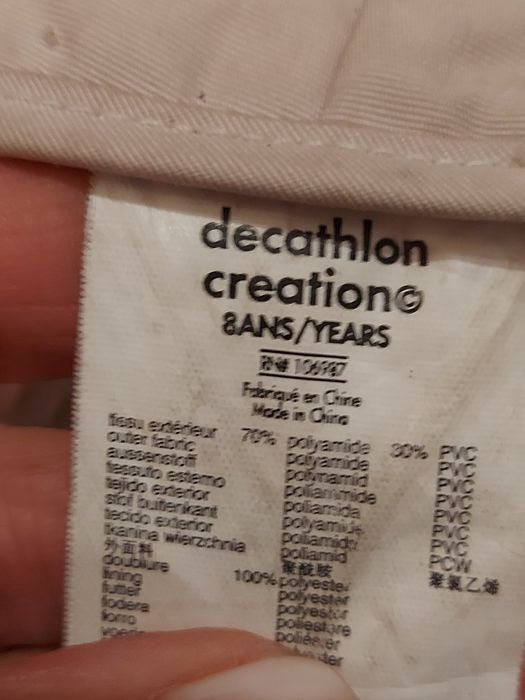 decathlon
creation©
8ANS/YEARS
RN# 106987
Fabriqué en Chine
Made in China
tissu extérieur 70% polyamide 30% PVC
outer fabric polyamide PVC
aussenstoff polynamid PVC
tessuto esterno poliammide PVC
tejido exterior poliamida PVC
stof buitenkant polyamide PVC
tecido exterior poliamida PVC
tkanina wierzchnia poliamid PCW
外面料 聚酰胺 聚氯乙烯
doublure 100% polyester
lining polyester
futter polyester
fodera poliestere
forro poliéster